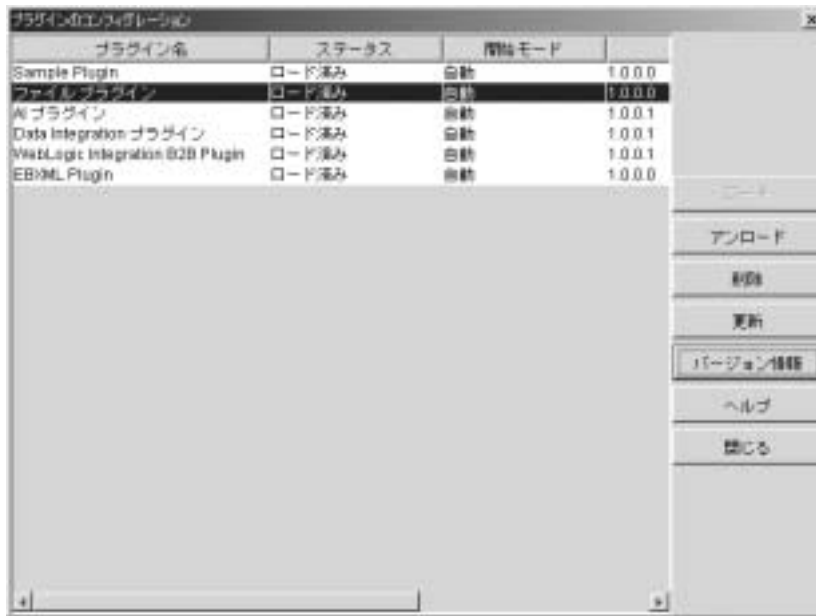 プラグインのコンフィグレーション
プラグイン名 ステータス 開始モード
Sample Plugin ロード済み 自動 1.0.0.0
ファイル プラグイン ロード済み 自動 1.0.0.0
AI プラグイン ロード済み 自動 1.0.0.1
Data Integration プラグイン ロード済み 自動 1.0.0.1
WebLogic Integration B2B Plugin ロード済み 自動 1.0.0.1
EBXML Plugin ロード済み 自動 1.0.0.0
ロード
アンロード
削除
更新
バージョン情報
ヘルプ
閉じる